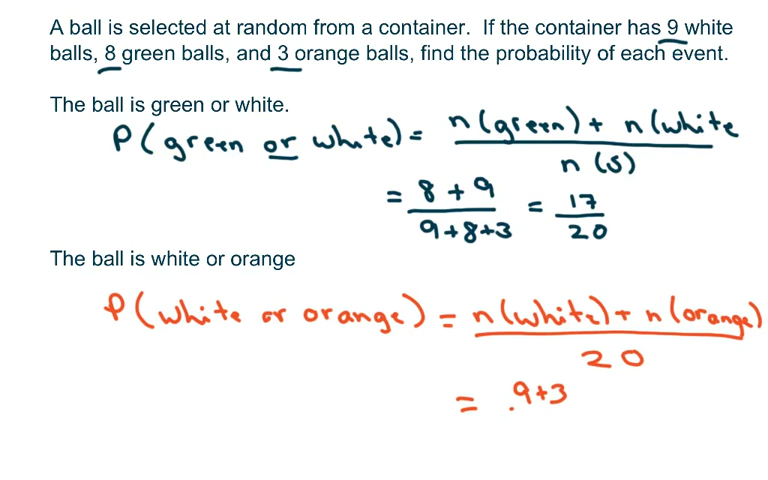 A ball is selected at random from a container. If the container has 9 white
balls, 8 green balls, and 3 orange balls, find the probability of each event.
The ball is green or white.
P(green or white) = n(green) + n(white
n(s)
= 8 + 9 = 17
9+8+3 20
The ball is white or orange
P(white or orange) = n(white) + n(orange)
20
= .9+3